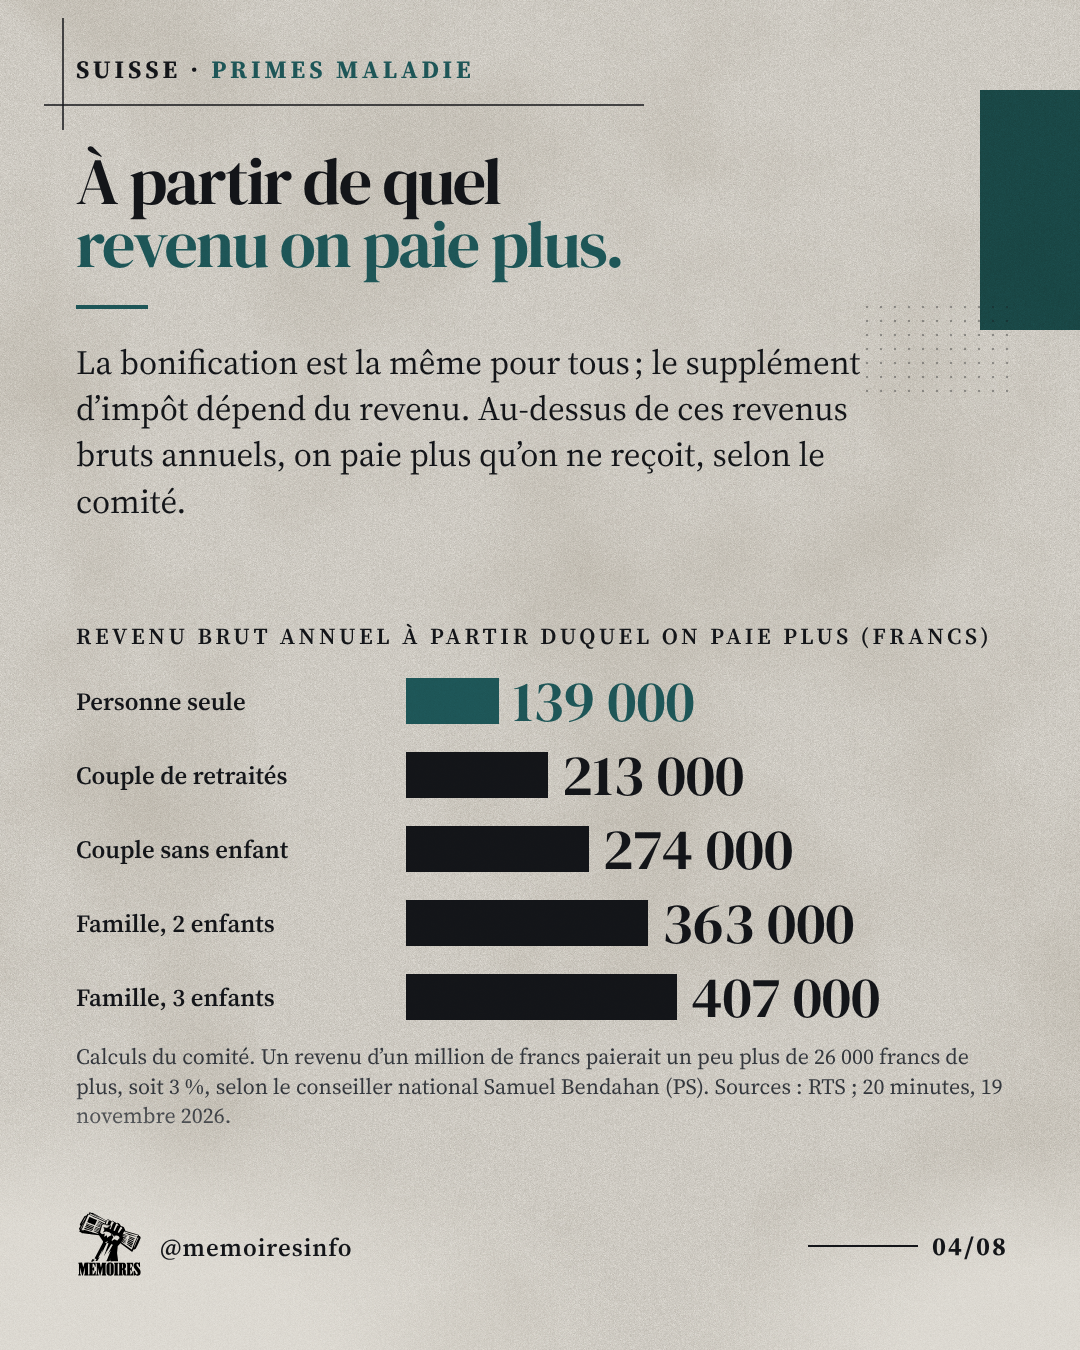 SUISSE · PRIMES MALADIE
À partir de quel
revenu on paie plus.
La bonification est la même pour tous ; le supplément
d’impôt dépend du revenu. Au-dessus de ces revenus
bruts annuels, on paie plus qu’on ne reçoit, selon le
comité.
REVENU BRUT ANNUEL À PARTIR DUQUEL ON PAIE PLUS (FRANCS)
Personne seule 139 000
Couple de retraités 213 000
Couple sans enfant 274 000
Famille, 2 enfants 363 000
Famille, 3 enfants 407 000
Calculs du comité. Un revenu d’un million de francs paierait un peu plus de 26 000 francs de
plus, soit 3 %, selon le conseiller national Samuel Bendahan (PS). Sources : RTS ; 20 minutes, 19
novembre 2026.
MÉMOIRES
@memoiresinfo
04/08